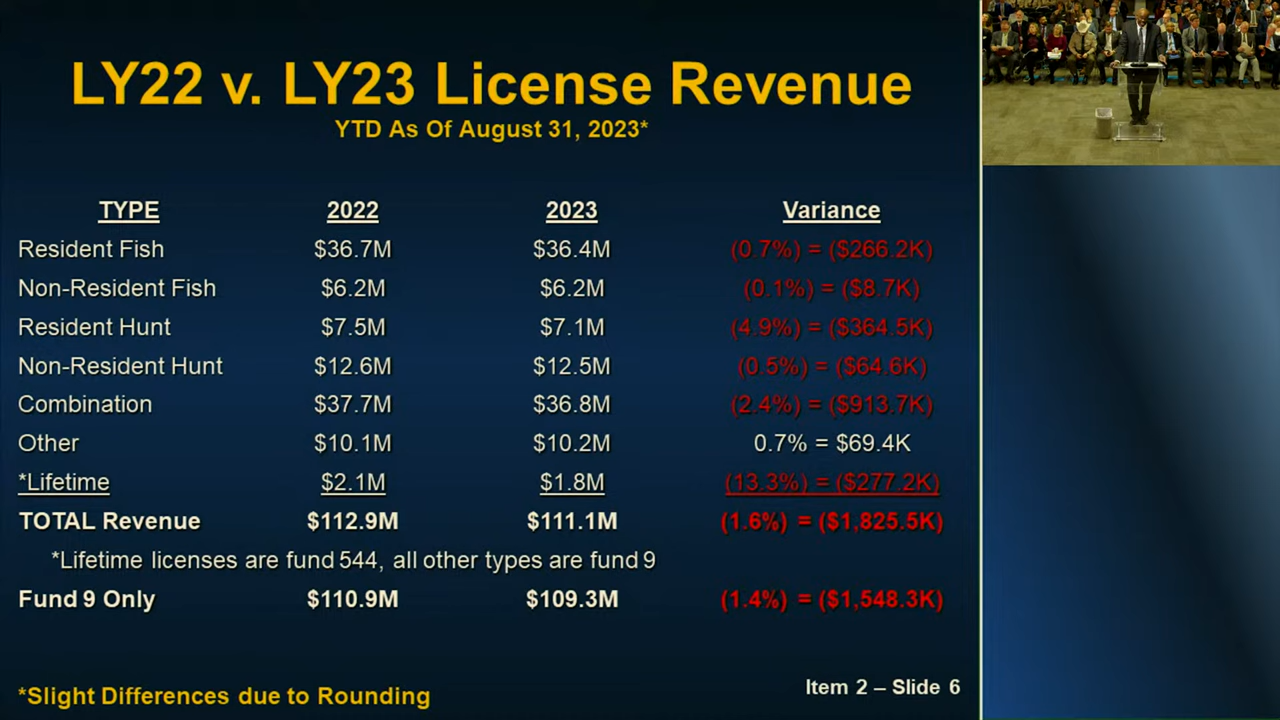 LY22 v. LY23 License Revenue
YTD As Of August 31, 2023*
TYPE 2022 2023 Variance
Resident Fish $36.7M $36.4M (0.7%) = ($266.2K)
Non-Resident Fish $6.2M $6.2M (0.1%) = ($8.7K)
Resident Hunt $7.5M $7.1M (4.9%) = ($364.5K)
Non-Resident Hunt $12.6M $12.5M (0.5%) = ($64.6K)
Combination $37.7M $36.8M (2.4%) = ($913.7K)
Other $10.1M $10.2M 0.7% = $69.4K
*Lifetime $2.1M $1.8M (13.3%) = ($277.2K)
TOTAL Revenue $112.9M $111.1M (1.6%) = ($1,825.5K)
*Lifetime licenses are fund 544, all other types are fund 9
Fund 9 Only $110.9M $109.3M (1.4%) = ($1,548.3K)
*Slight Differences due to Rounding
Item 2 – Slide 6